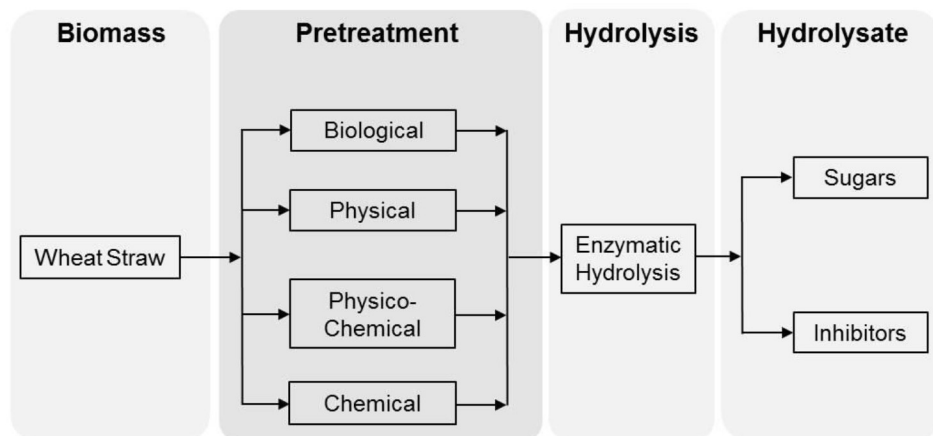 Biomass
Pretreatment
Hydrolysis
Hydrolysate
Wheat Straw
Biological
Physical
Physico-
Chemical
Chemical
Enzymatic
Hydrolysis
Sugars
Inhibitors